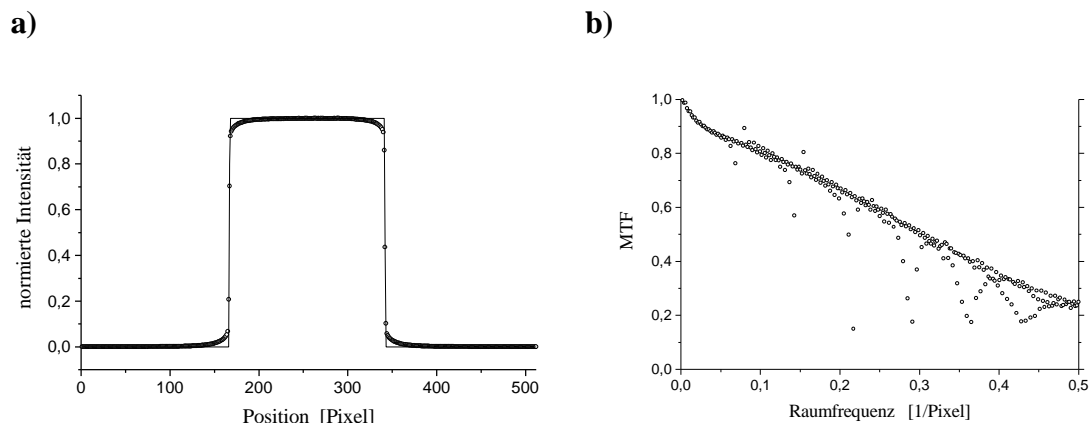 a)
normierte Intensität
1,0
0,8
0,6
0,4
0,2
0,0
0 100 200 300 400 500
Position [Pixel]
b)
MTF
1,0
0,8
0,6
0,4
0,2
0,0
0,0 0,1 0,2 0,3 0,4 0,5
Raumfrequenz [1/Pixel]